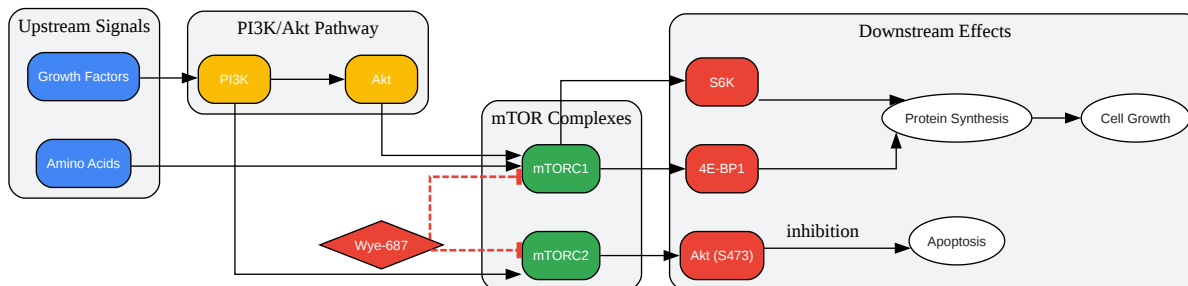 Upstream Signals
Growth Factors
Amino Acids
PI3K/Akt Pathway
PI3K
Akt
mTOR Complexes
mTORC1
mTORC2
Wye-687
Downstream Effects
S6K
4E-BP1
Akt (S473)
inhibition
Protein Synthesis
Cell Growth
Apoptosis